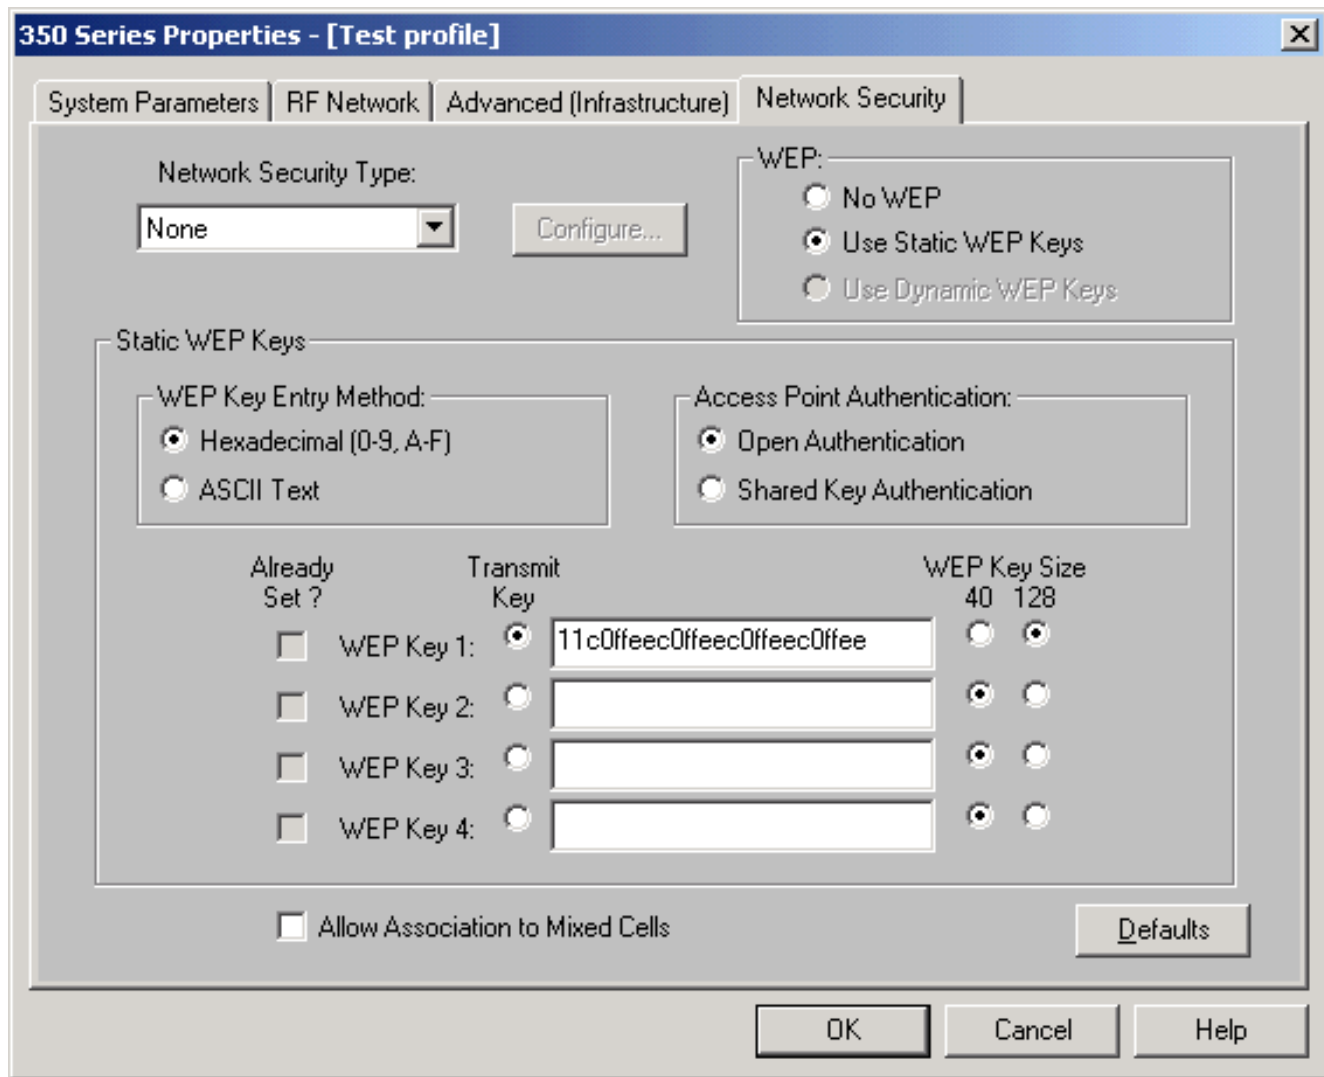 350 Series Properties - [Test profile]
System Parameters RF Network Advanced (Infrastructure) Network Security
Network Security Type:
None
Configure...
WEP:
No WEP
Use Static WEP Keys
Use Dynamic WEP Keys
Static WEP Keys
WEP Key Entry Method:
Hexadecimal (0-9, A-F)
ASCII Text
Access Point Authentication:
Open Authentication
Shared Key Authentication
Already Set ?
Transmit Key
WEP Key Size
40 128
WEP Key 1: 11c0ffeec0ffeec0ffeec0ffee
WEP Key 2:
WEP Key 3:
WEP Key 4:
Allow Association to Mixed Cells
Defaults
OK Cancel Help